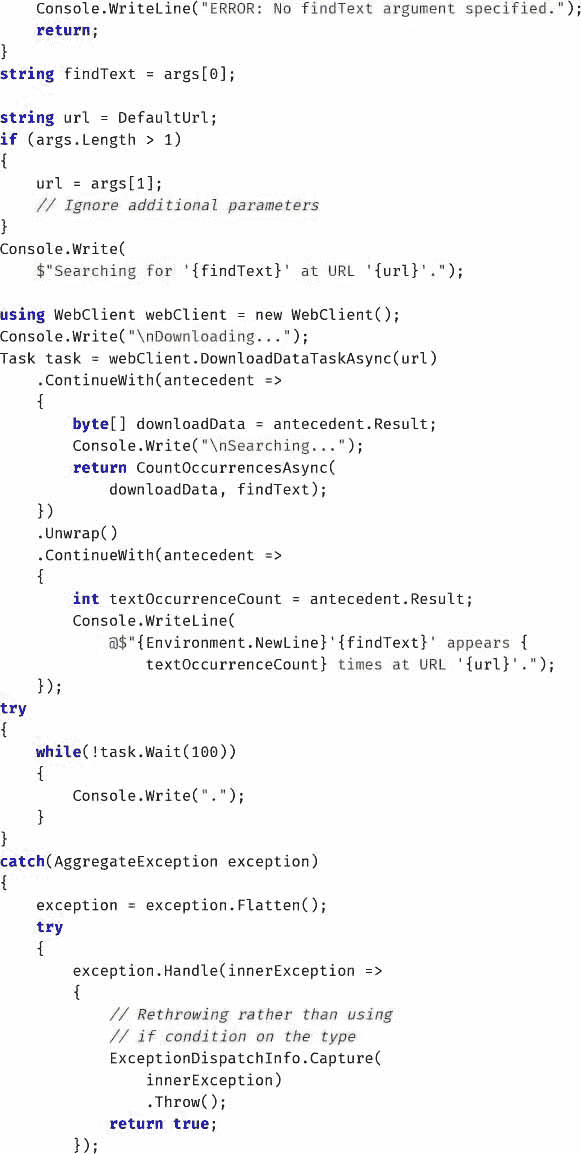 Console.WriteLine("ERROR: No findText argument specified.");
    return;
}
string findText = args[0];

string url = DefaultUrl;
if (args.Length > 1)
{
    url = args[1];
    // Ignore additional parameters
}
Console.Write(
    $"Searching for '{findText}' at URL '{url}'.");

using WebClient webClient = new WebClient();
Console.Write("\nDownloading...");
Task task = webClient.DownloadDataTaskAsync(url)
    .ContinueWith(antecedent =>
    {
        byte[] downloadData = antecedent.Result;
        Console.Write("\nSearching...");
        return CountOccurrencesAsync(
            downloadData, findText);
    })
    .Unwrap()
    .ContinueWith(antecedent =>
    {
        int textOccurrenceCount = antecedent.Result;
        Console.WriteLine(
            @$"{Environment.NewLine}'{findText}' appears {
                textOccurrenceCount} times at URL '{url}'.");
    });
try
{
    while(!task.Wait(100))
    {
        Console.Write(".");
    }
}
catch(AggregateException exception)
{
    exception = exception.Flatten();
    try
    {
        exception.Handle(innerException =>
        {
            // Rethrowing rather than using
            // if condition on the type
            ExceptionDispatchInfo.Capture(
                innerException)
                .Throw();
            return true;
        });